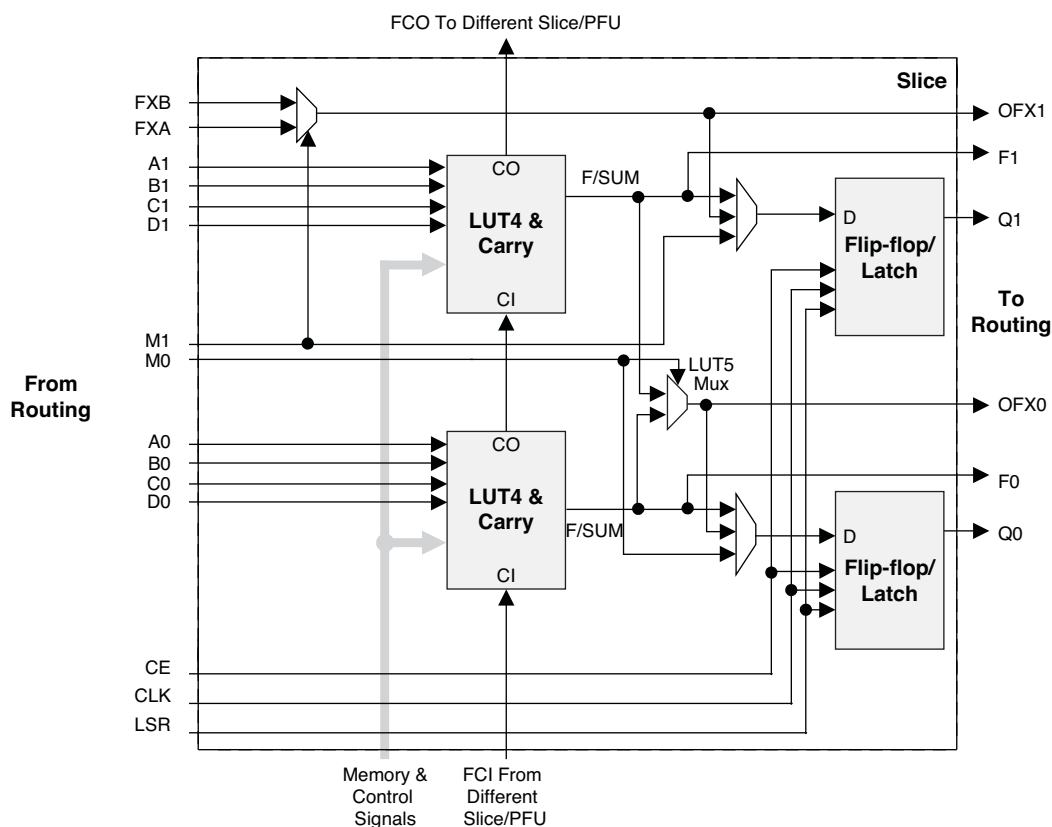 FCO To Different Slice/PFU
Slice
FXB
FXA
OFX1
A1
B1
C1
D1
CO
LUT4 &
Carry
CI
F/SUM
F1
D
Flip-flop/
Latch
Q1
To
Routing
M1
M0
LUT5
Mux
OFX0
From
Routing
A0
B0
C0
D0
CO
LUT4 &
Carry
CI
F/SUM
F0
D
Flip-flop/
Latch
Q0
CE
CLK
LSR
Memory &
Control
Signals
FCI From
Different
Slice/PFU